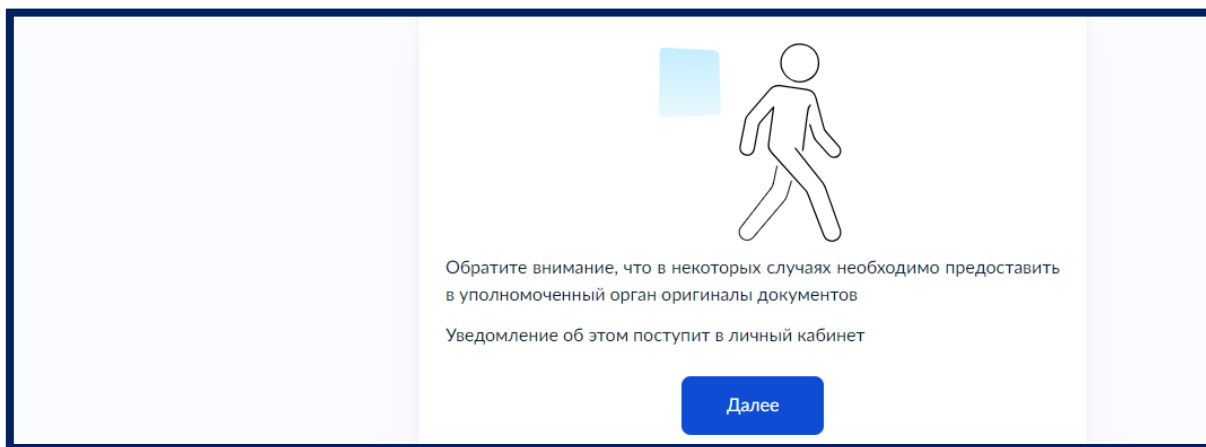 Обратите внимание, что в некоторых случаях необходимо предоставить
в уполномоченный орган оригиналы документов
Уведомление об этом поступит в личный кабинет
Далее